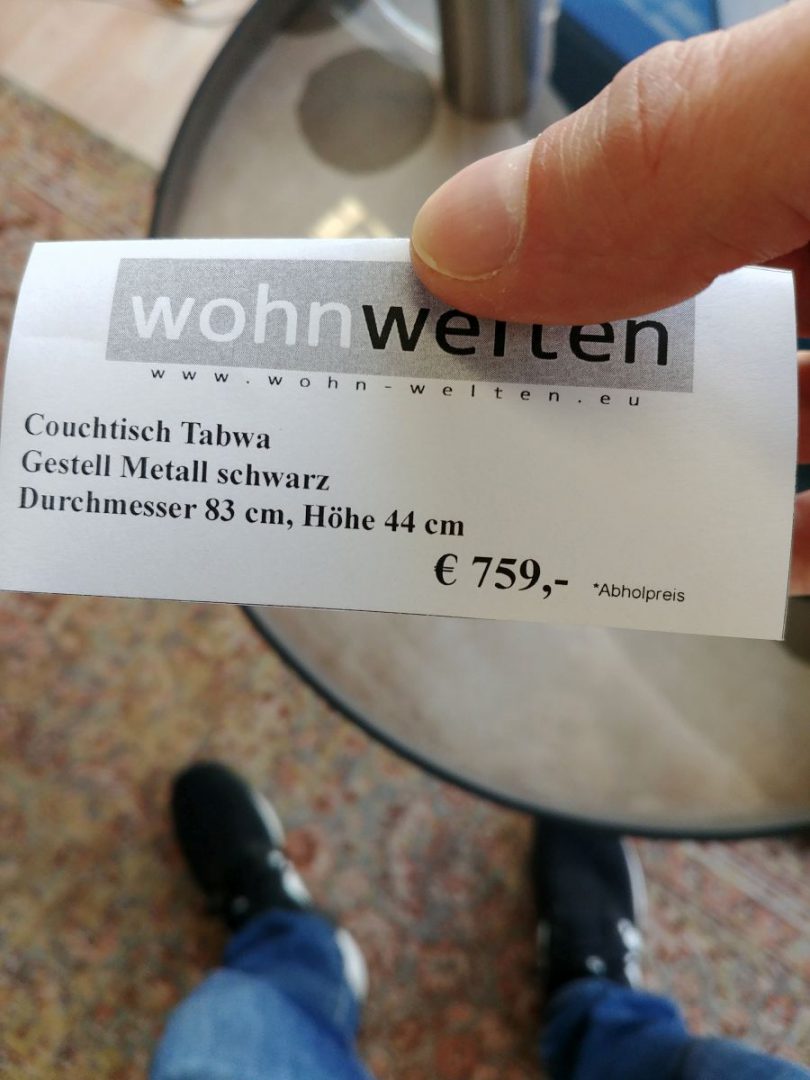 wohnwelten
www.wohn-welten.eu
Couchtisch Tabwa
Gestell Metall schwarz
Durchmesser 83 cm, Höhe 44 cm
€ 759,- *Abholpreis